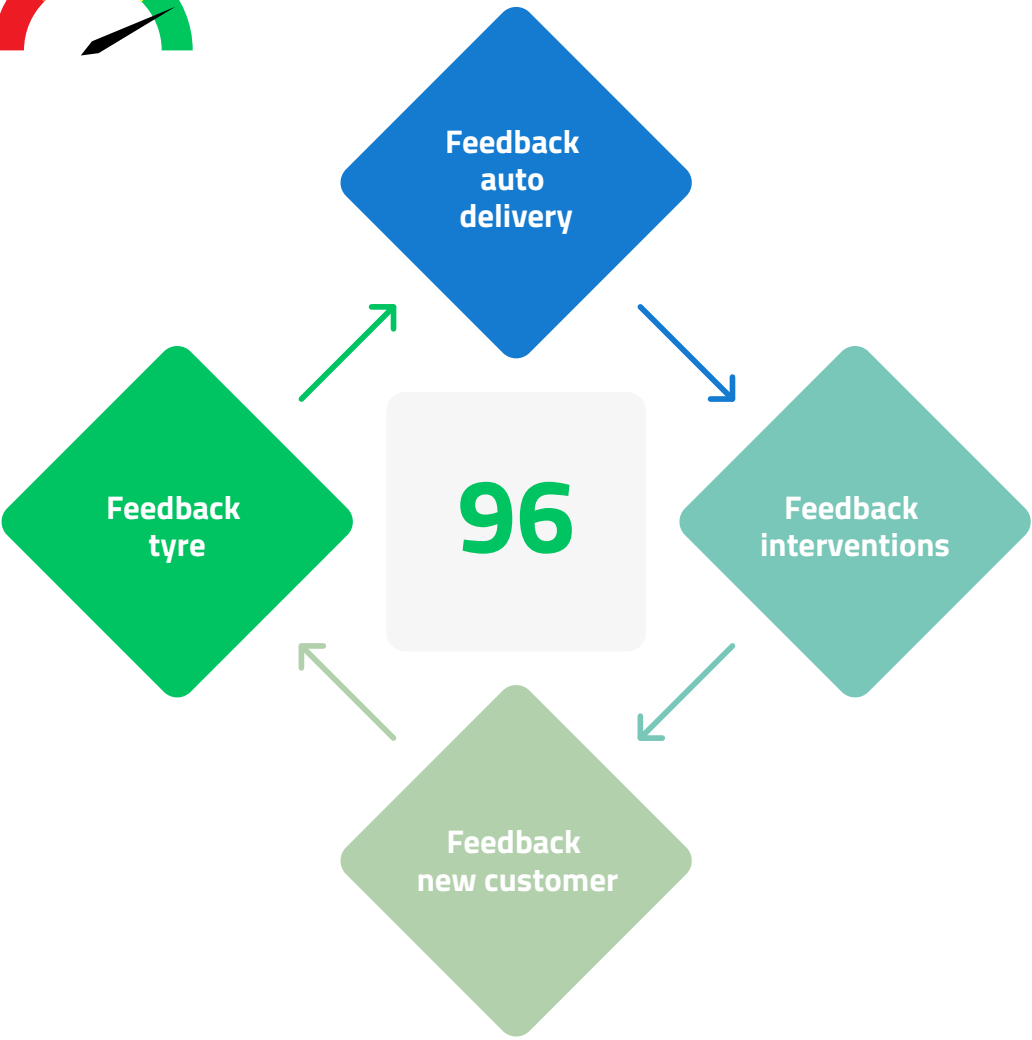 Feedback
auto
delivery
Feedback
tyre
96
Feedback
interventions
Feedback
new customer